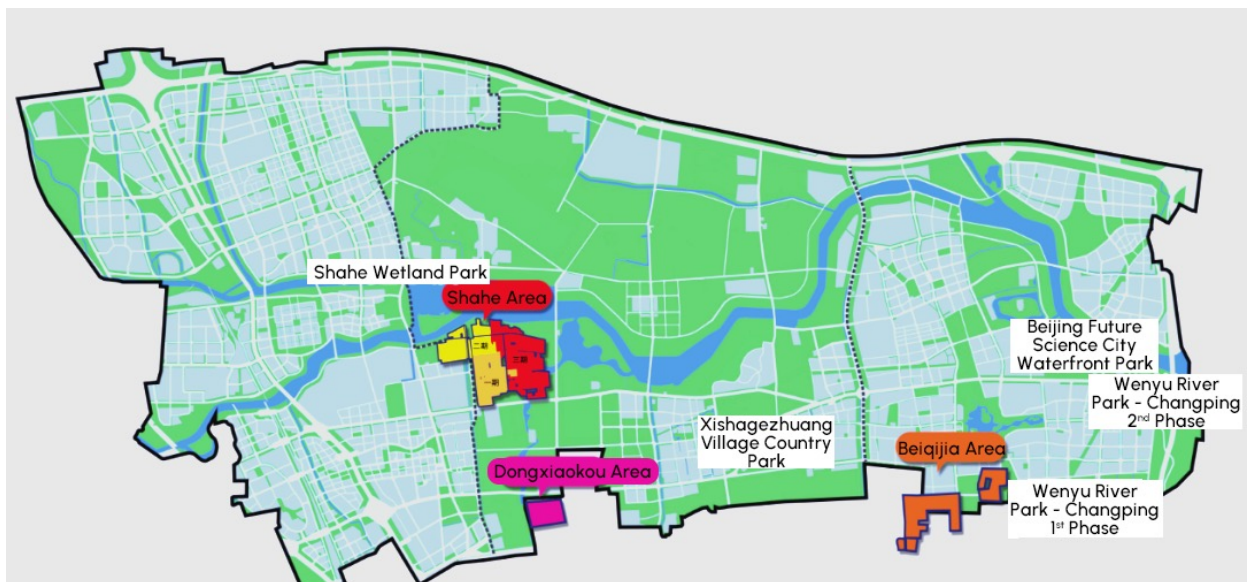 Shahe Wetland Park
Shahe Area
二期
三期
一期
Beijing Future
Science City
Waterfront Park
Wenyu River
Park - Changping
2nd Phase
Xishagezhuang
Village Country
Park
Beiqijia Area
Dongxiaokou Area
Wenyu River
Park - Changping
1st Phase